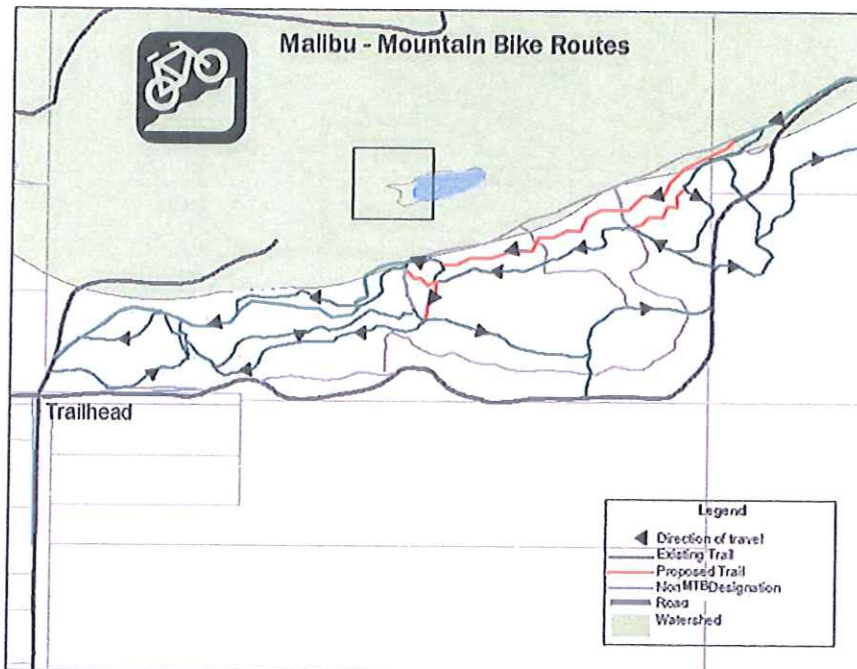 Malibu - Mountain Bike Routes
Trailhead
Legend
Direction of travel
Existing Trail
Proposed Trail
Non MTB Designation
Road
Watershed